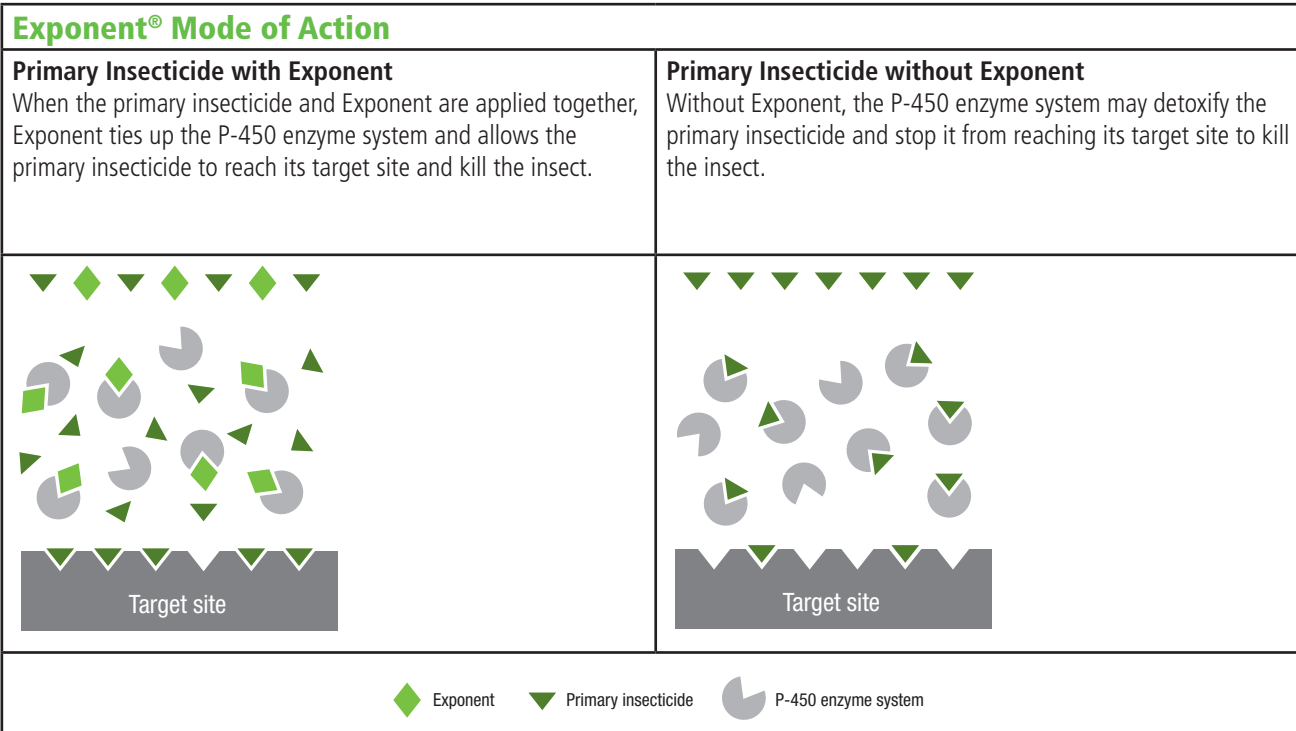 Exponent® Mode of Action
Primary Insecticide with Exponent
When the primary insecticide and Exponent are applied together,
Exponent ties up the P-450 enzyme system and allows the
primary insecticide to reach its target site and kill the insect.
Primary Insecticide without Exponent
Without Exponent, the P-450 enzyme system may detoxify the
primary insecticide and stop it from reaching its target site to kill
the insect.
Target site
Target site
Exponent
Primary insecticide
P-450 enzyme system